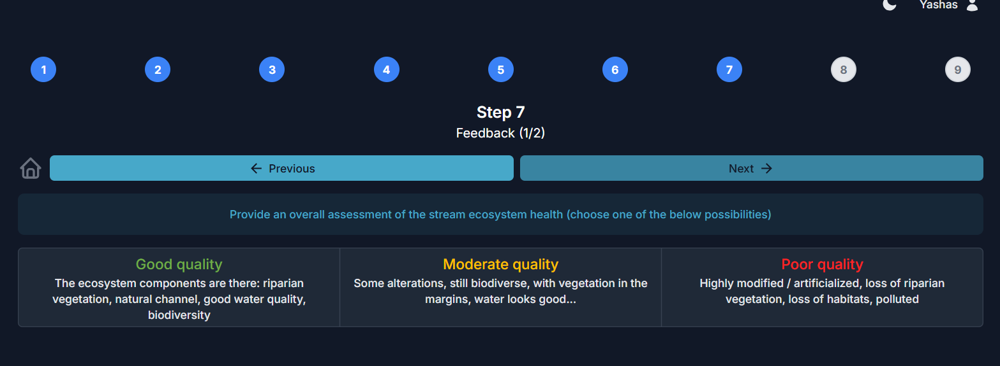 Yashas
1 2 3 4 5 6 7 8 9
Step 7
Feedback (1/2)
Previous
Next
Provide an overall assessment of the stream ecosystem health (choose one of the below possibilities)
Good quality
The ecosystem components are there: riparian
vegetation, natural channel, good water quality,
biodiversity
Moderate quality
Some alterations, still biodiverse, with vegetation in the
margins, water looks good...
Poor quality
Highly modified / artificialized, loss of riparian
vegetation, loss of habitats, polluted